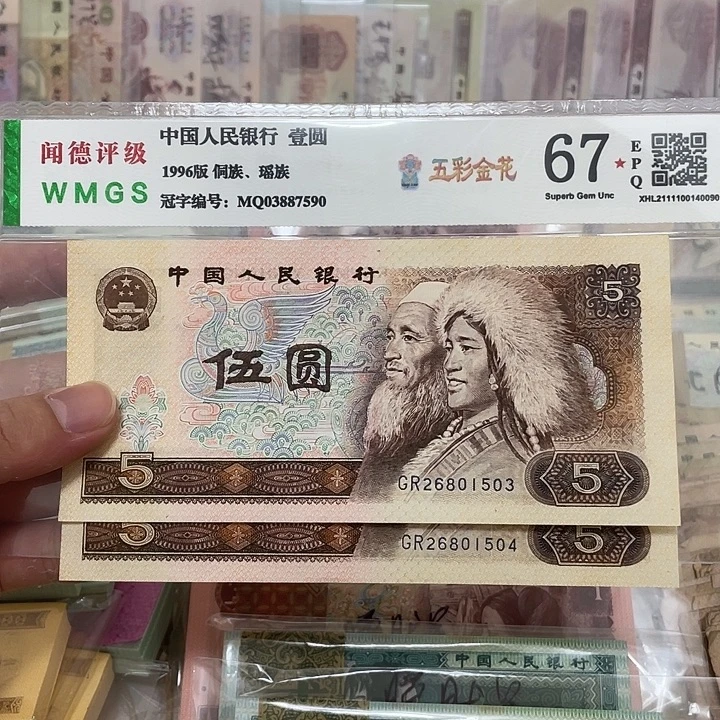 闻德评级
WMGS
中国人民银行 壹圆
1996版 侗族、瑶族
冠字编号：MQ03887590
五彩金花
67★
EPQ
Superb Gem Unc
XHL2111100140090
中国人民银行
5
伍圆
5
GR26801503
5
5
GR26801504
5
中国人民银行